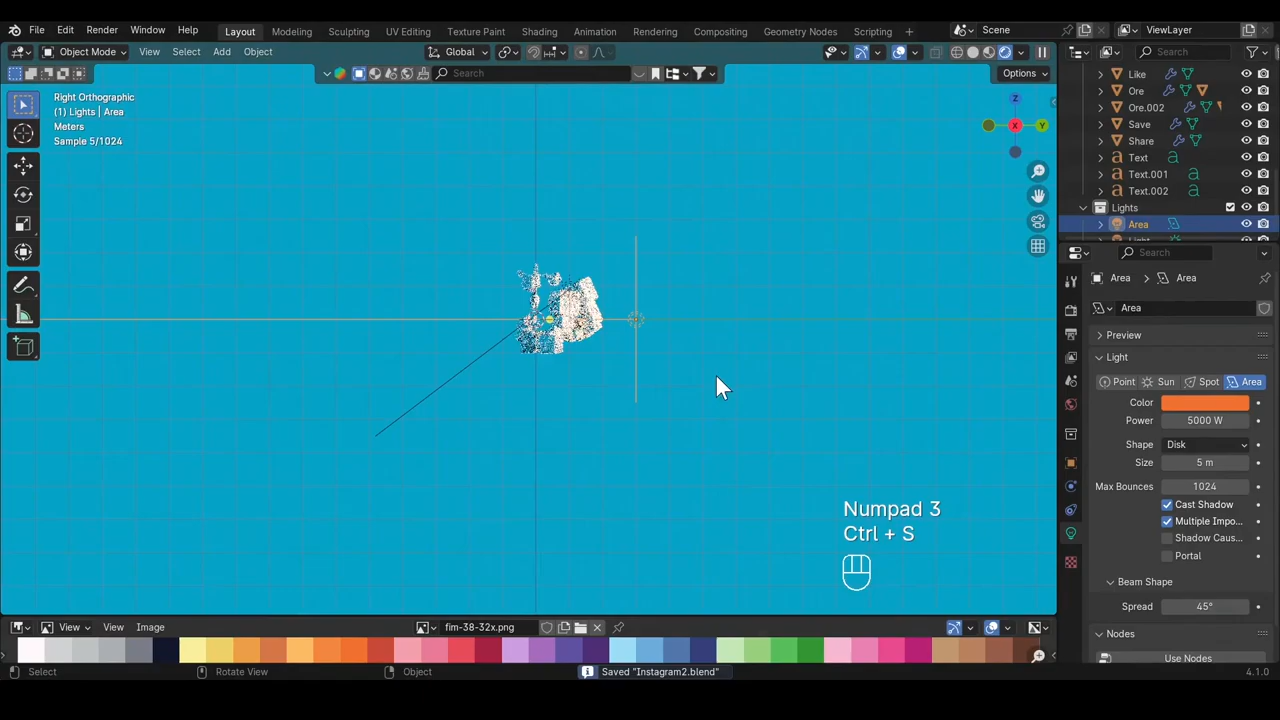 File Edit Render Window Help Layout Modeling Sculpting UV Editing Texture Paint Shading Animation Rendering Compositing Geometry Nodes Scripting + Scene ViewLayer
Object Mode View Select Add Object Global Search
Search Options
Right Orthographic
(1) Lights | Area
Meters
Sample 5/1024
Z
X
Y
Like
Ore
Ore.002
Save
Share
Text
Text.001
Text.002
Lights
Area
Search
Area Area
Area
Preview
Light
Point Sun Spot Area
Color
Power 5000 W
Shape Disk
Size 5 m
Max Bounces 1024
Cast Shadow
Multiple Impo...
Shadow Caus...
Portal
Beam Shape
Spread 45°
Nodes
Use Nodes
Numpad 3
Ctrl + S
View View Image fim-38-32x.png
Select Rotate View Object Saved "Instagram2.blend" 4.1.0